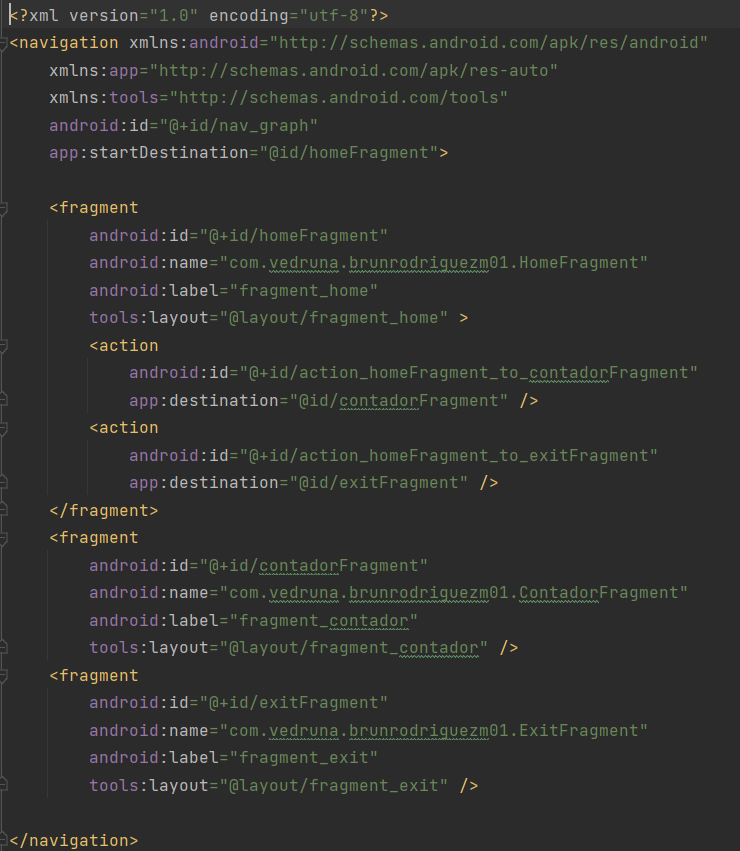 <?xml version="1.0" encoding="utf-8"?>
<navigation xmlns:android="http://schemas.android.com/apk/res/android"
    xmlns:app="http://schemas.android.com/apk/res-auto"
    xmlns:tools="http://schemas.android.com/tools"
    android:id="@+id/nav_graph"
    app:startDestination="@id/homeFragment">

    <fragment
        android:id="@+id/homeFragment"
        android:name="com.vedruna.brunrodriguezm01.HomeFragment"
        android:label="fragment_home"
        tools:layout="@layout/fragment_home" >
        <action
            android:id="@+id/action_homeFragment_to_contadorFragment"
            app:destination="@id/contadorFragment" />
        <action
            android:id="@+id/action_homeFragment_to_exitFragment"
            app:destination="@id/exitFragment" />
    </fragment>
    <fragment
        android:id="@+id/contadorFragment"
        android:name="com.vedruna.brunrodriguezm01.ContadorFragment"
        android:label="fragment_contador"
        tools:layout="@layout/fragment_contador" />
    <fragment
        android:id="@+id/exitFragment"
        android:name="com.vedruna.brunrodriguezm01.ExitFragment"
        android:label="fragment_exit"
        tools:layout="@layout/fragment_exit" />

</navigation>